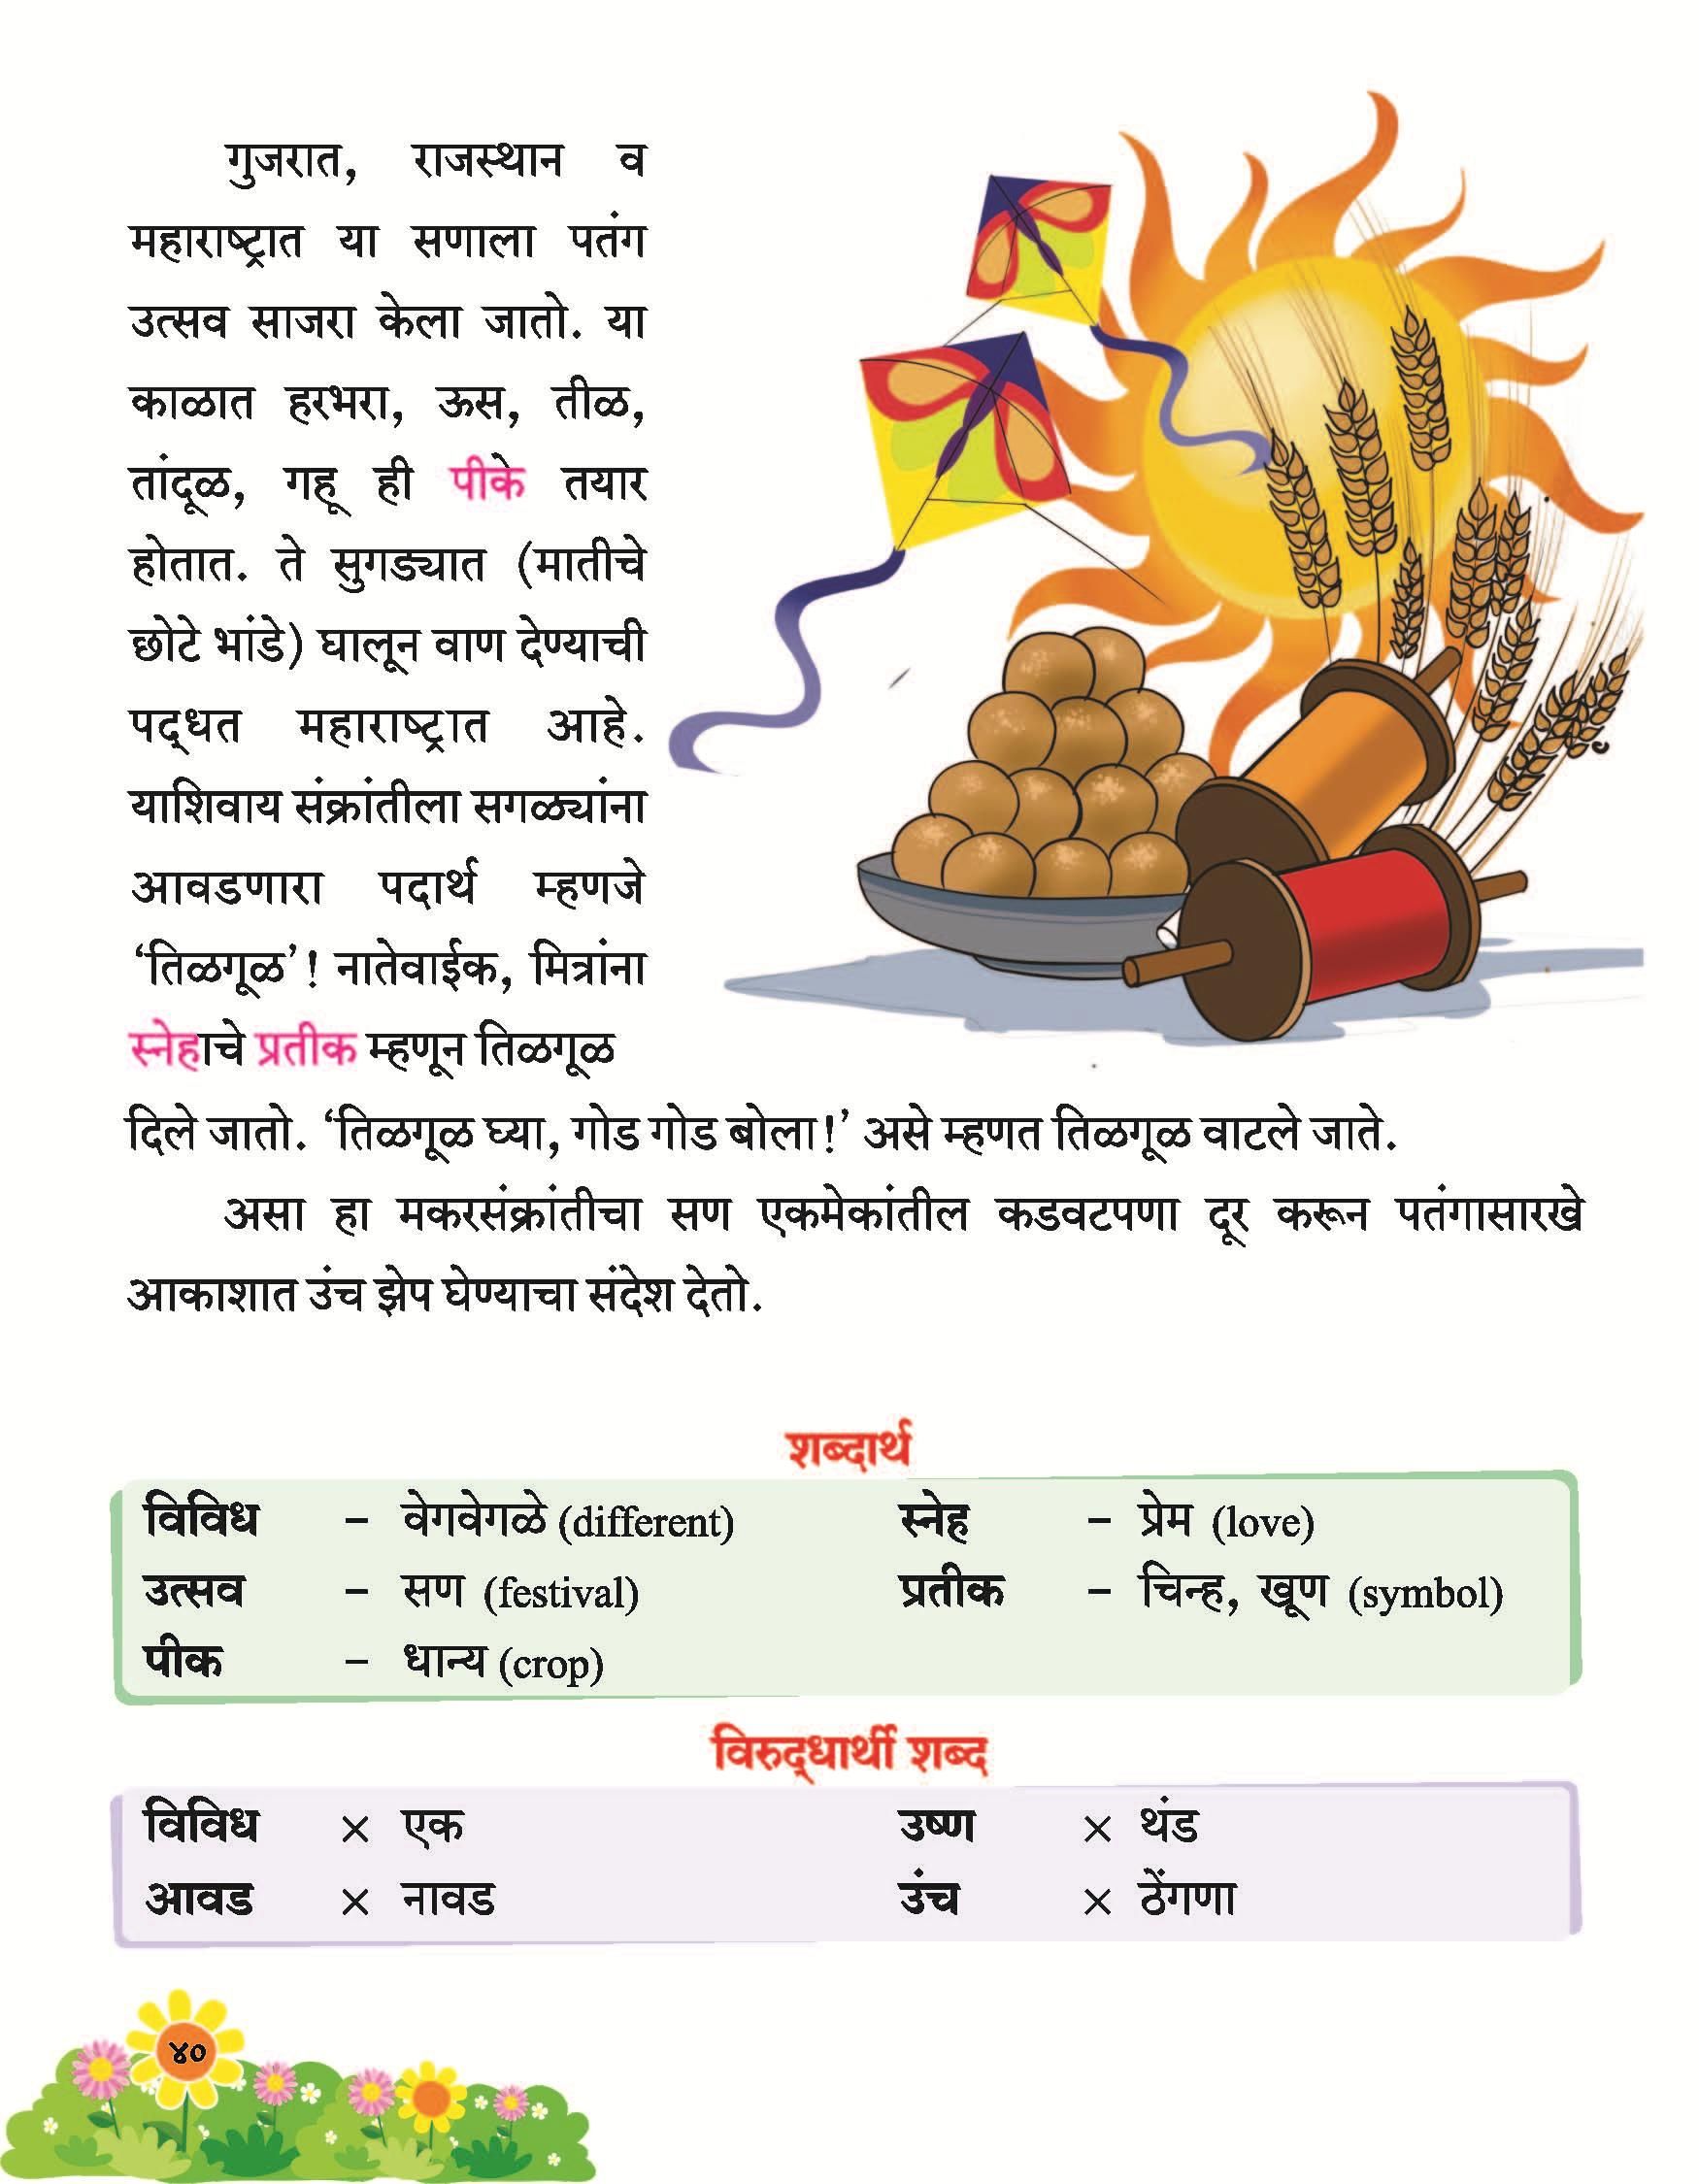 गुजरात, राजस्थान व
महाराष्ट्रात या सणाला पतंग
उत्सव साजरा केला जातो. या
काळात हरभरा, ऊस, तीळ,
तांदूळ, गहू ही पीके तयार
होतात. ते सुगड्यात (मातीचे
छोटे भांडे) घालून वाण देण्याची
पद्धत महाराष्ट्रात आहे.
याशिवाय संक्रांतीला सगळ्यांना
आवडणारा पदार्थ म्हणजे
‘तिळगूळ’! नातेवाईक, मित्रांना
स्नेहाचे प्रतीक म्हणून तिळगूळ
दिले जातो. ‘तिळगूळ घ्या, गोड गोड बोला!’ असे म्हणत तिळगूळ वाटले जाते.
असा हा मकरसंक्रांतीचा सण एकमेकांतील कडवटपणा दूर करून पतंगासारखे
आकाशात उंच झेप घेण्याचा संदेश देतो.
शब्दार्थ
विविध – वेगवेगळे (different) स्नेह – प्रेम (love)
उत्सव – सण (festival) प्रतीक – चिन्ह, खूण (symbol)
पीक – धान्य (crop)
विरुद्धार्थी शब्द
विविध × एक उष्ण × थंड
आवड × नावड उंच × ठेंगणा
४०